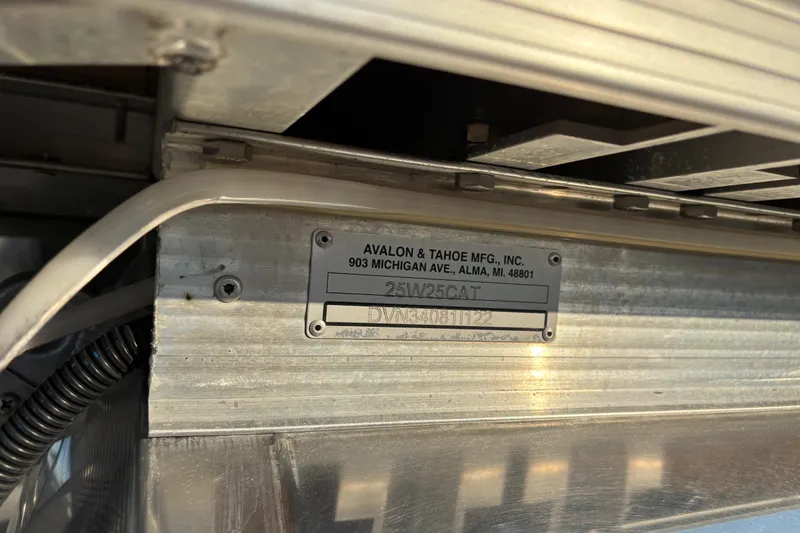 AVALON & TAHOE MFG., INC.
903 MICHIGAN AVE., ALMA, MI. 48801
25W25CAT
DVN34081I122